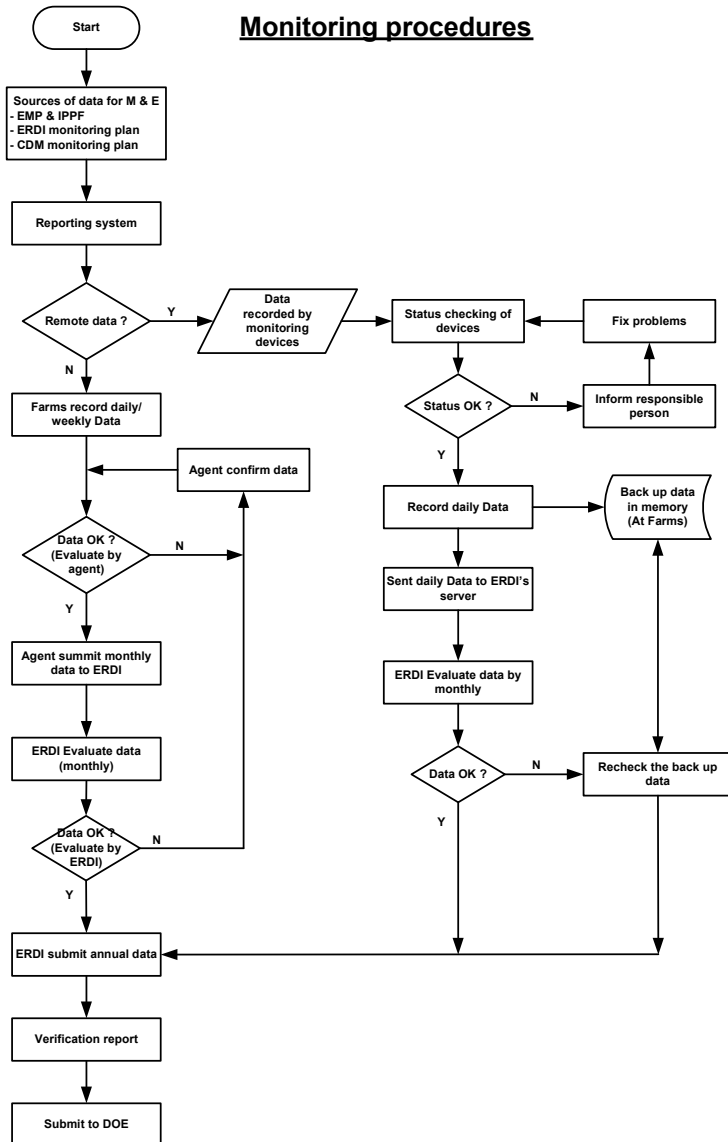 Monitoring procedures
Start
Sources of data for M & E
- EMP & IPPF
- ERDI monitoring plan
- CDM monitoring plan
Reporting system
Remote data ?
Y
N
Data
recorded by
monitoring
devices
Status checking of
devices
Fix problems
Status OK ?
N
Y
Inform responsible
person
Farms record daily/
weekly Data
Agent confirm data
Data OK ?
(Evaluate by
agent)
N
Y
Record daily Data
Back up data
in memory
(At Farms)
Sent daily Data to ERDI's
server
Agent summit monthly
data to ERDI
ERDI Evaluate data by
monthly
ERDI Evaluate data
(monthly)
Data OK ?
N
Y
Recheck the back up
data
Data OK ?
(Evaluate by
ERDI)
N
Y
ERDI submit annual data
Verification report
Submit to DOE